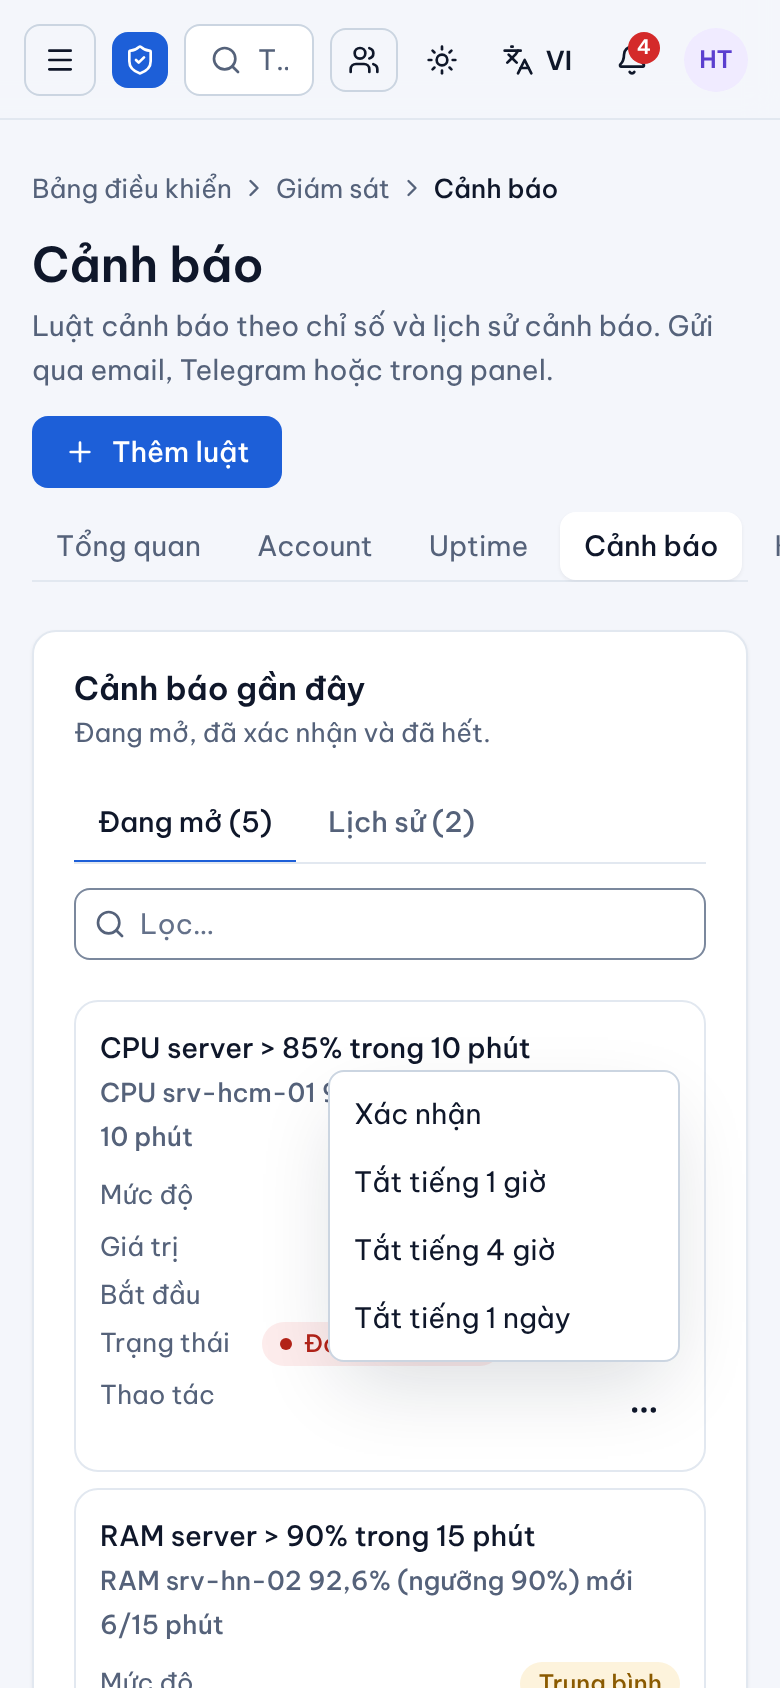 T..
VI
4
HT
Bảng điều khiển > Giám sát > Cảnh báo
Cảnh báo
Luật cảnh báo theo chỉ số và lịch sử cảnh báo. Gửi
qua email, Telegram hoặc trong panel.
+ Thêm luật
Tổng quan
Account
Uptime
Cảnh báo
Cảnh báo gần đây
Đang mở, đã xác nhận và đã hết.
Đang mở (5)
Lịch sử (2)
Lọc...
CPU server > 85% trong 10 phút
CPU srv-hcm-01
10 phút
Xác nhận
Tắt tiếng 1 giờ
Tắt tiếng 4 giờ
Tắt tiếng 1 ngày
Mức độ
Giá trị
Bắt đầu
Trạng thái
Thao tác
...
RAM server > 90% trong 15 phút
RAM srv-hn-02 92,6% (ngưỡng 90%) mới
6/15 phút
Mức độ
Trung bình